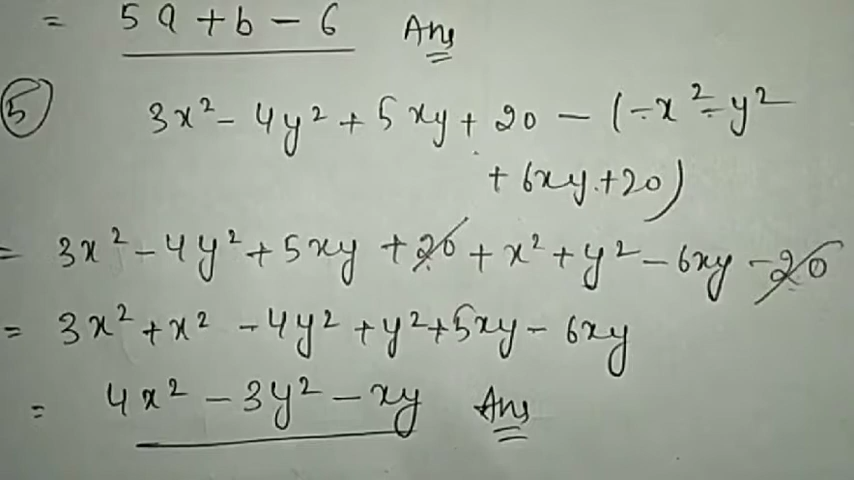 = 5a + b - 6 Ans
5 3x² - 4y² + 5xy + 20 - (-x² - y²
+ 6xy + 20)
= 3x² - 4y² + 5xy + 20 + x² + y² - 6xy - 20
= 3x² + x² - 4y² + y² + 5xy - 6xy
= 4x² - 3y² - xy Ans